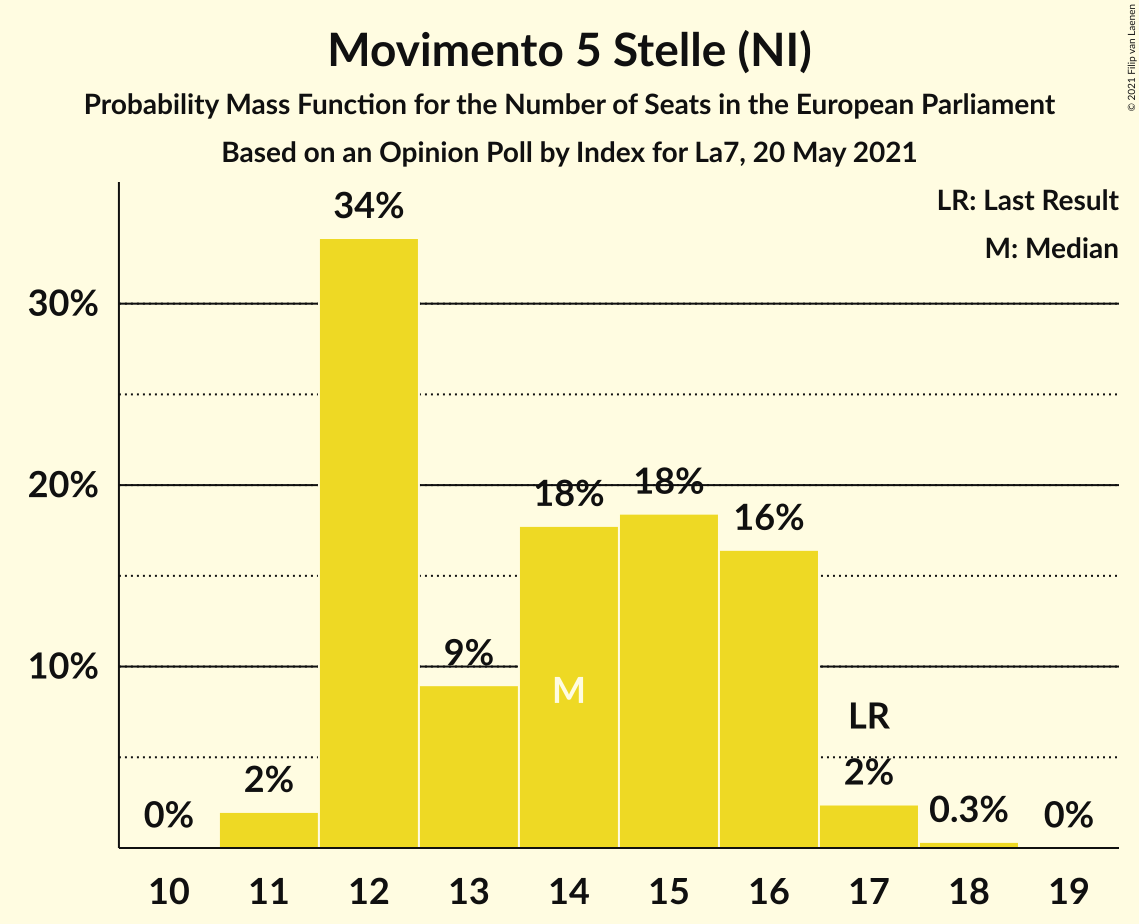 Movimento 5 Stelle (NI)
Probability Mass Function for the Number of Seats in the European Parliament
Based on an Opinion Poll by Index for La7, 20 May 2021
© 2021 Filip van Laenen
LR: Last Result
M: Median
34%
30%
20%
10%
18%
18%
16%
9%
M
LR
2%
2%
0%
0.3%
0%
10 11 12 13 14 15 16 17 18 19